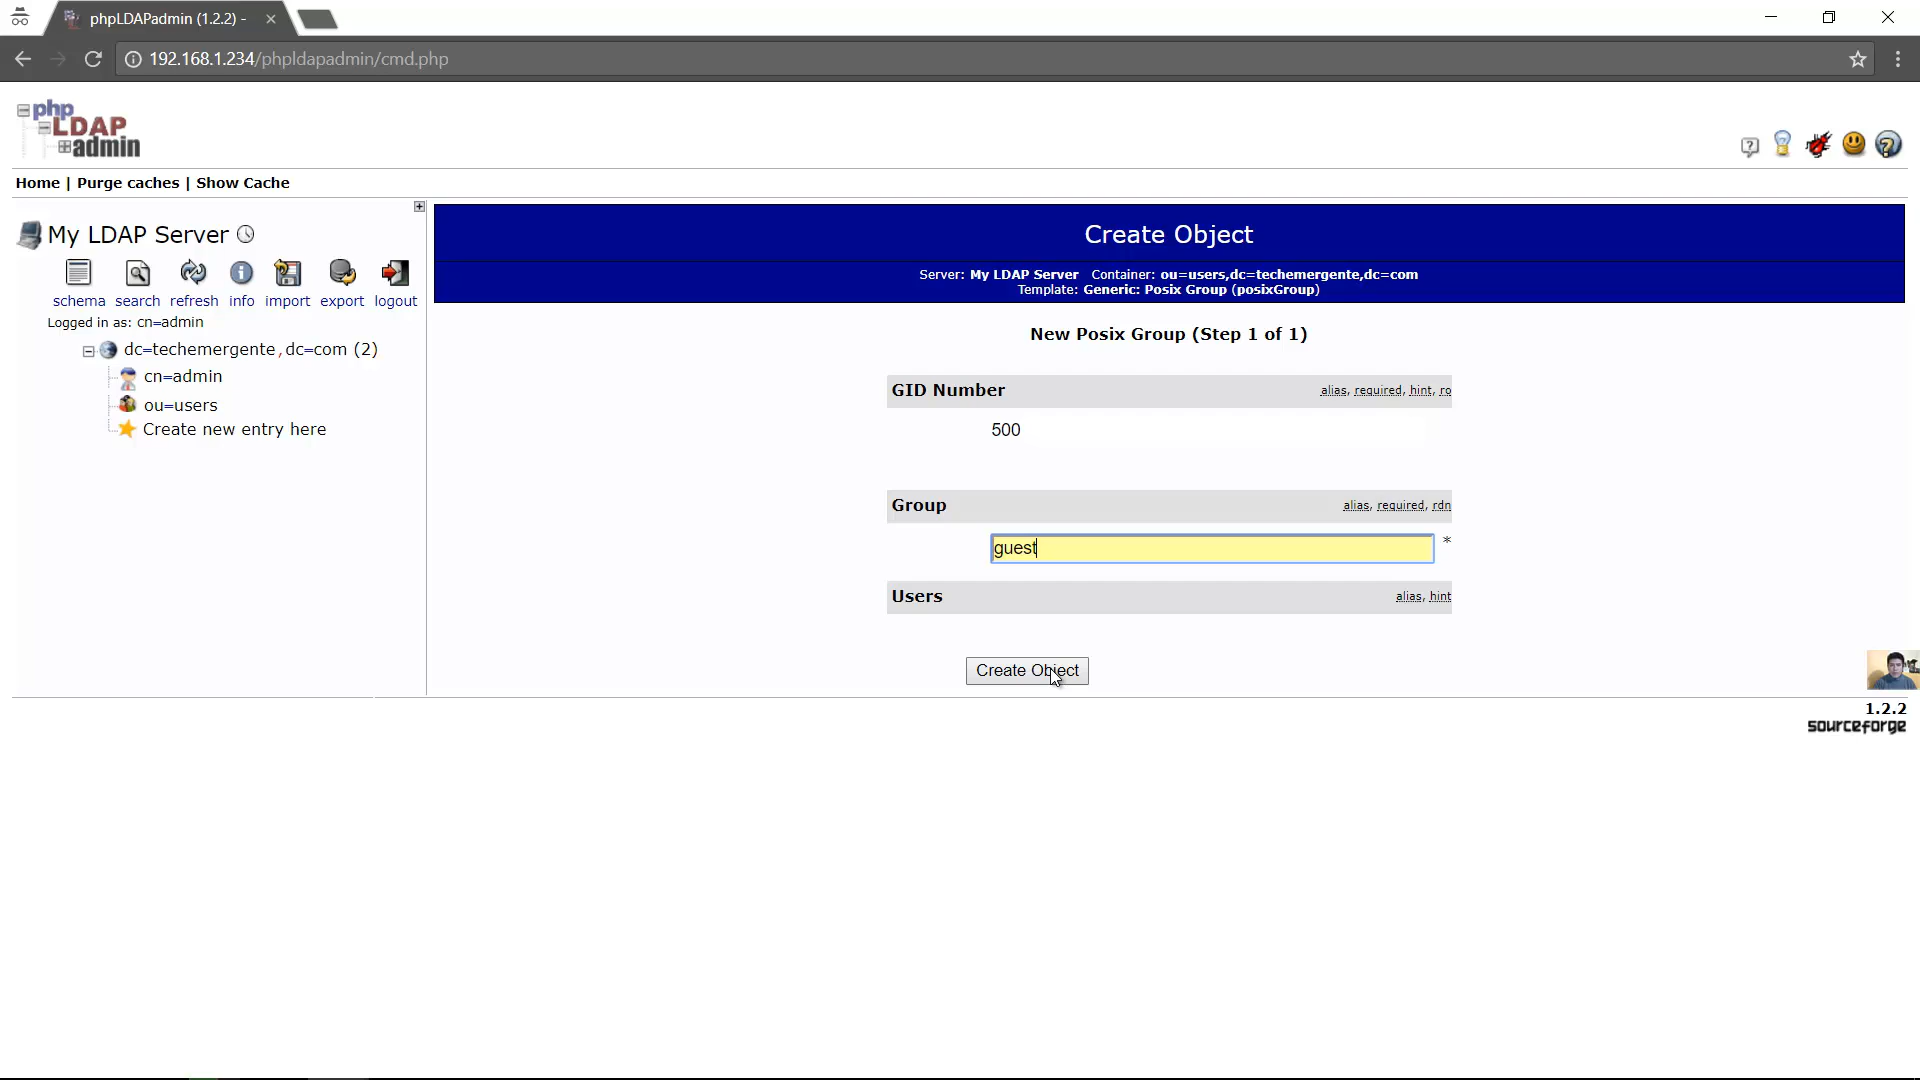 phpLDAPadmin (1.2.2) -
192.168.1.234/phpldapadmin/cmd.php
php
LDAP
admin
Home | Purge caches | Show Cache
My LDAP Server
schema search refresh info import export logout
Logged in as: cn=admin
dc=techemergente,dc=com (2)
cn=admin
ou=users
Create new entry here
Create Object
Server: My LDAP Server Container: ou=users,dc=techemergente,dc=com
Template: Generic: Posix Group (posixGroup)
New Posix Group (Step 1 of 1)
GID Number alias, required, hint, ro
500
Group alias, required, rdn
guest *
Users alias, hint
Create Object
1.2.2
sourceforge